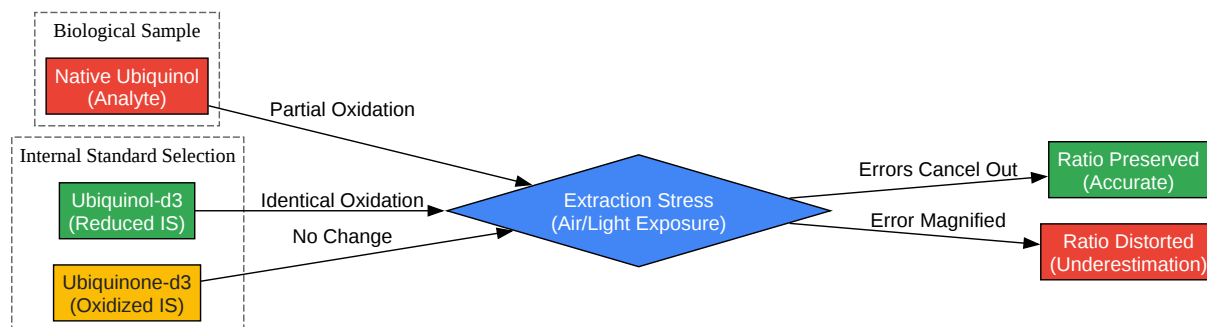 Biological Sample
Native Ubiquinol
(Analyte)
Partial Oxidation
Internal Standard Selection
Ubiquinol-d3
(Reduced IS)
Identical Oxidation
No Change
Ubiquinone-d3
(Oxidized IS)
Extraction Stress
(Air/Light Exposure)
Errors Cancel Out
Ratio Preserved
(Accurate)
Error Magnified
Ratio Distorted
(Underestimation)